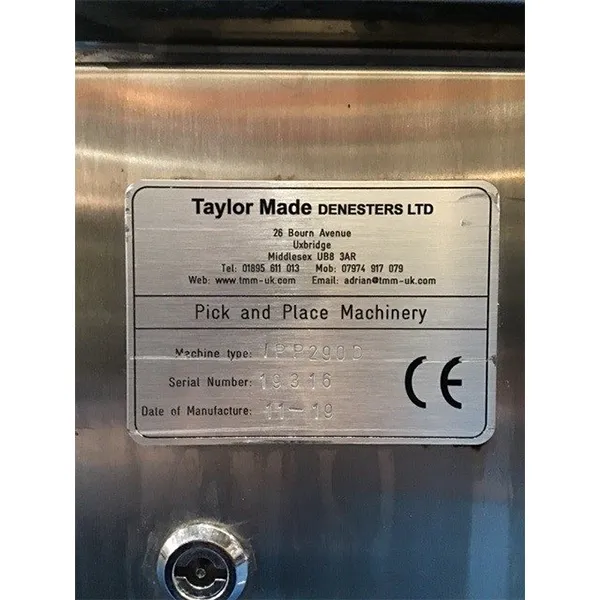 Taylor Made DENESTERS LTD
26 Bourn Avenue
Uxbridge
Middlesex UB8 3AR
Tel: 01895 611 013 Mob: 07974 917 079
Web: www.tmm-uk.com Email: adrian@tmm-uk.com
Pick and Place Machinery
Machine type:
Serial Number: 19316
Date of Manufacture: 11-19
CE